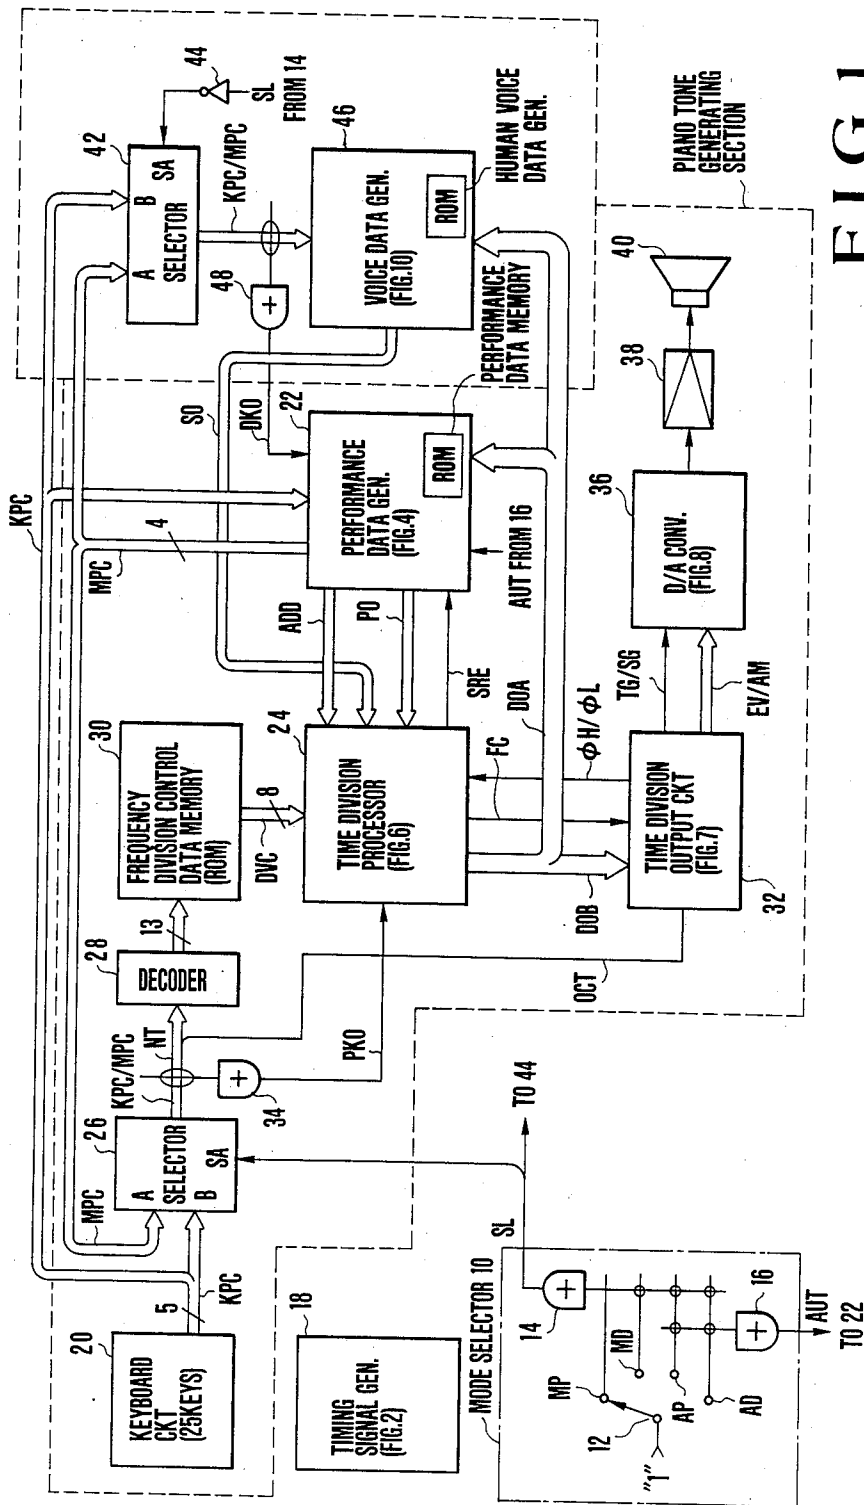 FIG.1
20
KEYBOARD
CKT
(25KEYS)
5
KPC
MPC
26
A
SELECTOR
B
SA
KPC/MPC
NT
34
PKO
28
DECODER
13
30
FREQUENCY
DIVISION CONTROL
DATA MEMORY
(ROM)
DVC
8
24
TIME DIVISION
PROCESSOR
(FIG.6)
KPC
MPC
4
ADD
PO
SRE
SO
DKO
22
PERFORMANCE
DATA GEN.
(FIG.4)
ROM
PERFORMANCE
DATA MEMORY
AUT FROM 16
42
A
B
SELECTOR
SA
44
SL
FROM 14
KPC/MPC
48
46
VOICE DATA GEN.
(FIG.10)
ROM
HUMAN VOICE
DATA GEN.
DOA
DOB
FC
ΦH/ΦL
OCT
TIME DIVISION
OUTPUT CKT
(FIG.7)
32
TG/SG
EV/AM
36
D/A CONV.
(FIG.8)
38
40
PIANO TONE
GENERATING
SECTION
18
TIMING
SIGNAL GEN.
(FIG.2)
MODE SELECTOR 10
"1"
12
MP
MD
AP
AD
14
16
SL
TO 44
AUT
TO 22